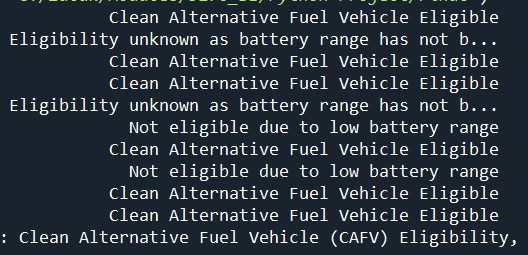 Clean Alternative Fuel Vehicle Eligible
Eligibility unknown as battery range has not b...
Clean Alternative Fuel Vehicle Eligible
Clean Alternative Fuel Vehicle Eligible
Eligibility unknown as battery range has not b...
Not eligible due to low battery range
Clean Alternative Fuel Vehicle Eligible
Not eligible due to low battery range
Clean Alternative Fuel Vehicle Eligible
Clean Alternative Fuel Vehicle Eligible
: Clean Alternative Fuel Vehicle (CAFV) Eligibility,